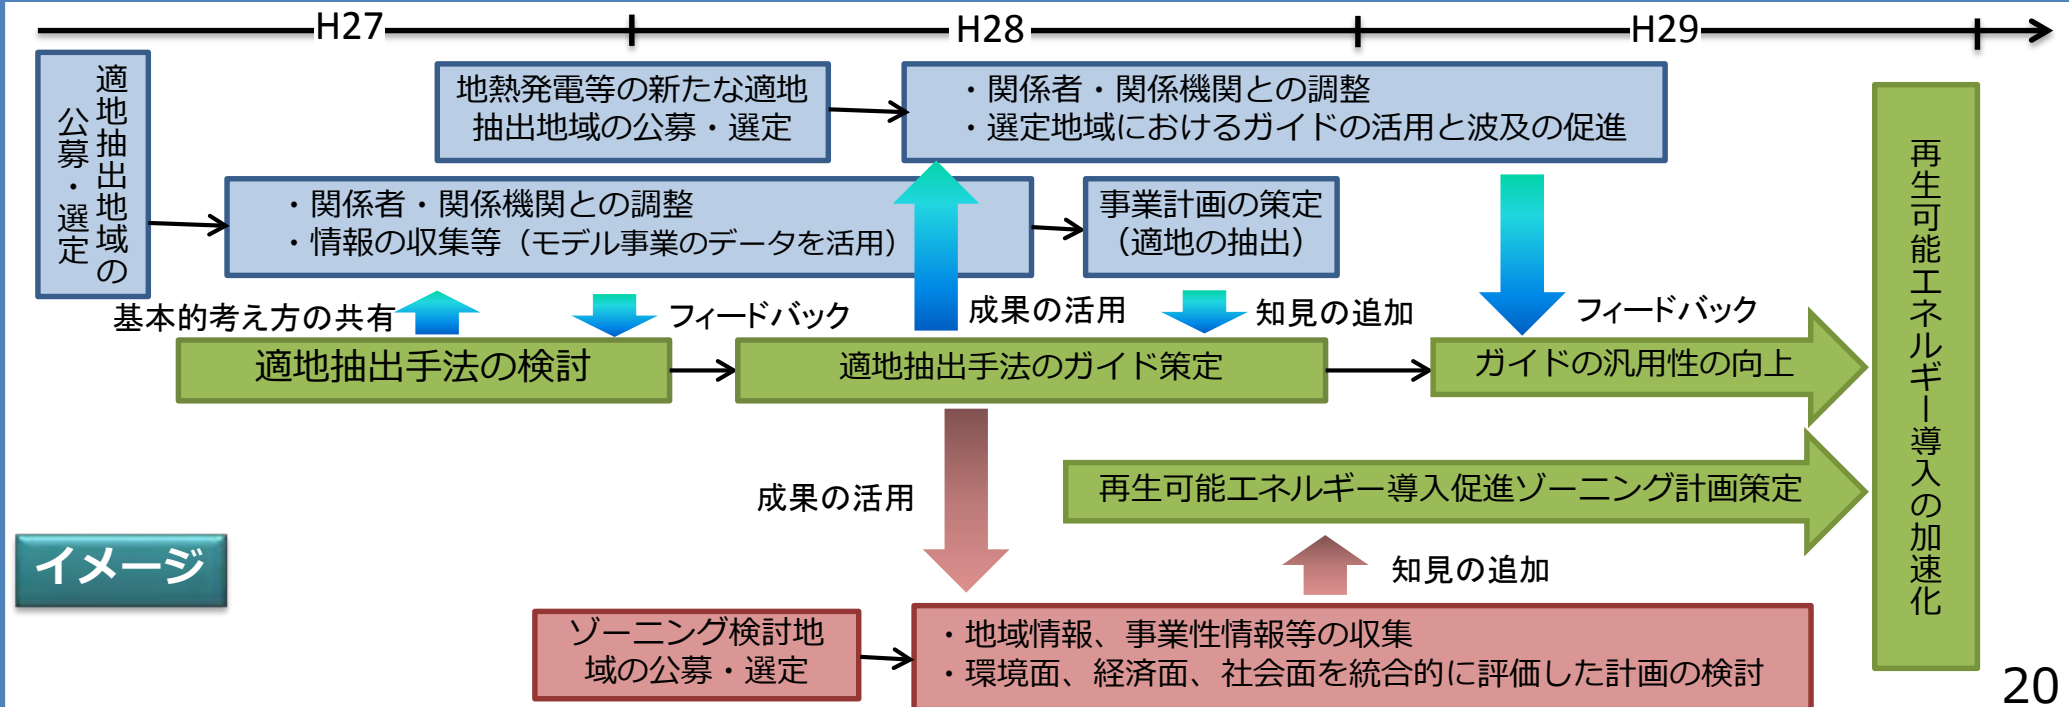 H27
H28
H29
適地抽出地域の
公募・選定
地熱発電等の新たな適地
抽出地域の公募・選定
・関係者・関係機関との調整
・選定地域におけるガイドの活用と波及の促進
・関係者・関係機関との調整
・情報の収集等（モデル事業のデータを活用）
事業計画の策定
（適地の抽出）
基本的考え方の共有
フィードバック
成果の活用
知見の追加
フィードバック
適地抽出手法の検討
適地抽出手法のガイド策定
ガイドの汎用性の向上
再生可能エネルギー導入の加速化
成果の活用
再生可能エネルギー導入促進ゾーニング計画策定
イメージ
知見の追加
ゾーニング検討地
域の公募・選定
・地域情報、事業性情報等の収集
・環境面、経済面、社会面を統合的に評価した計画の検討
20